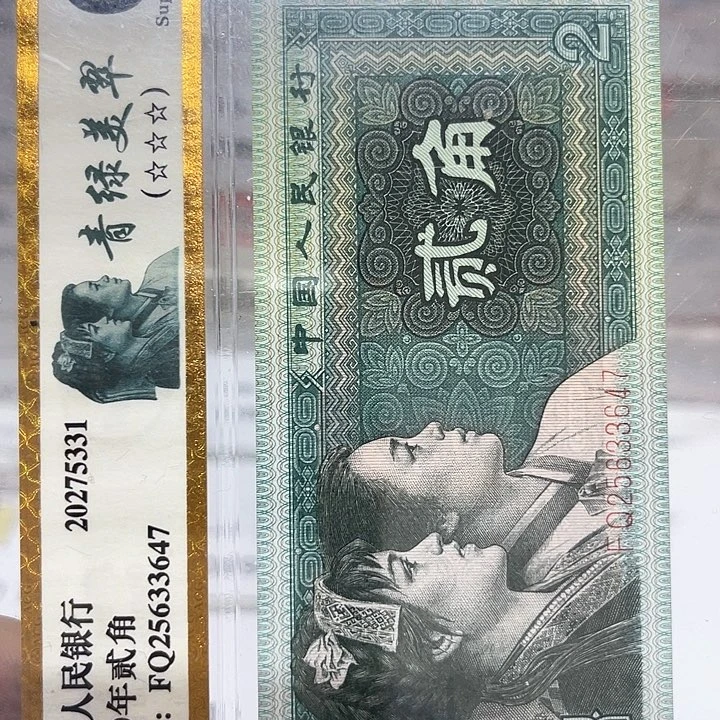 人民银行 20275331
年贰角
: FQ25633647
青绿美翠
(☆☆☆)
Sup
中国人民银行
贰角
2
FQ25633647